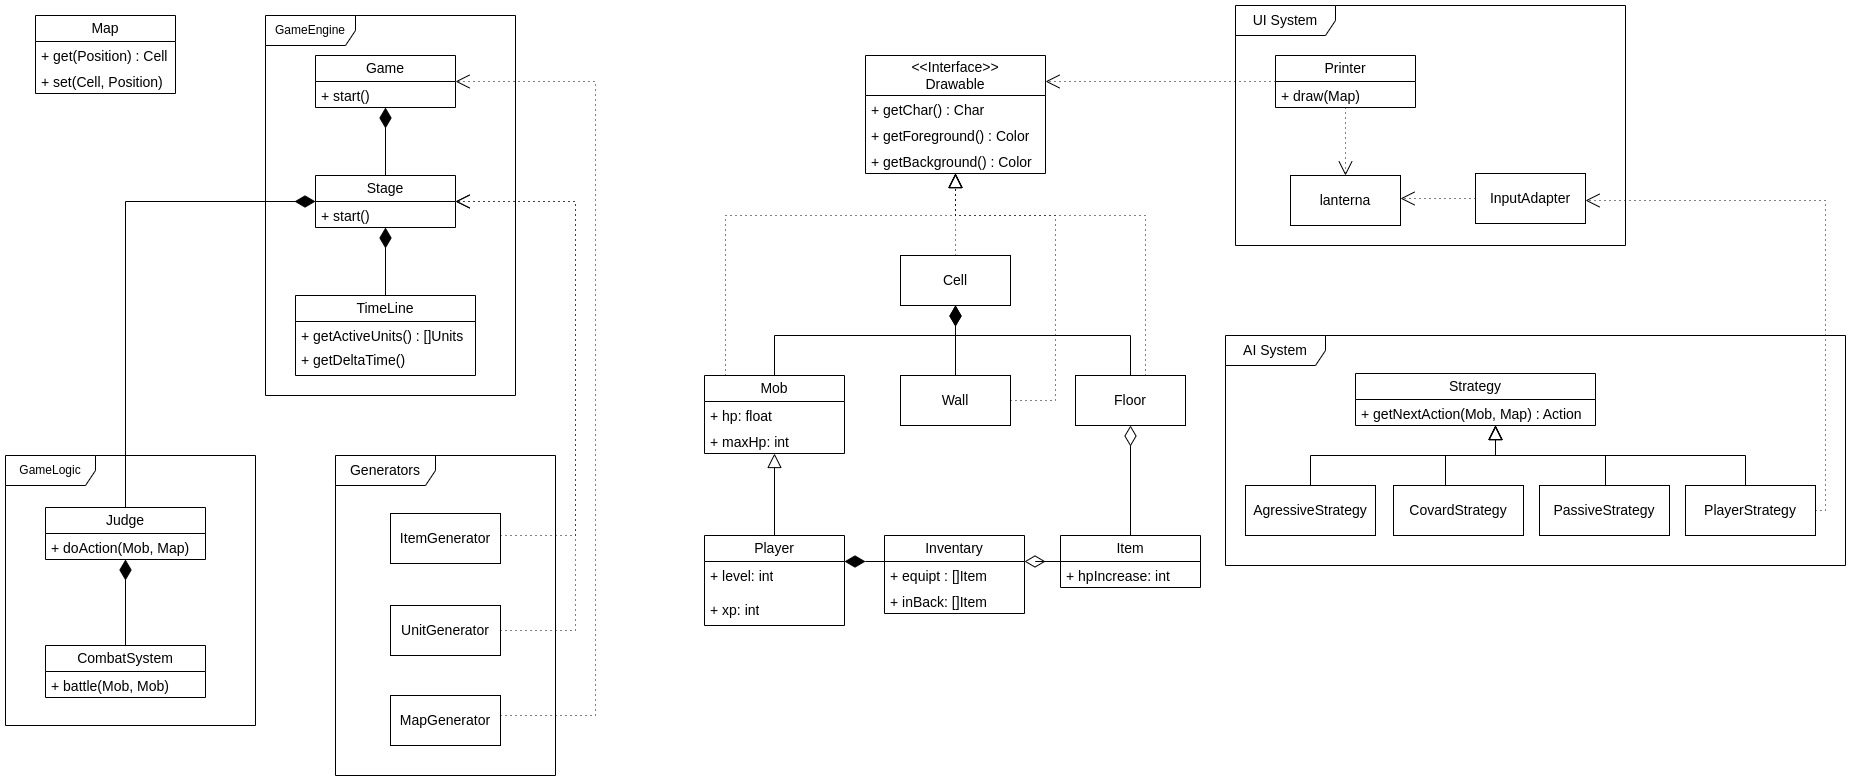 Map
+ get(Position) : Cell
+ set(Cell, Position)
GameEngine
Game
+ start()
Stage
+ start()
TimeLine
+ getActiveUnits() : []Units
+ getDeltaTime()
GameLogic
Judge
+ doAction(Mob, Map)
CombatSystem
+ battle(Mob, Mob)
Generators
ItemGenerator
UnitGenerator
MapGenerator
<<Interface>>
Drawable
+ getChar() : Char
+ getForeground() : Color
+ getBackground() : Color
Cell
Mob
+ hp: float
+ maxHp: int
Wall
Floor
Player
+ level: int
+ xp: int
Inventary
+ equipt : []Item
+ inBack: []Item
Item
+ hpIncrease: int
UI System
Printer
+ draw(Map)
lanterna
InputAdapter
AI System
Strategy
+ getNextAction(Mob, Map) : Action
AgressiveStrategy
CovardStrategy
PassiveStrategy
PlayerStrategy